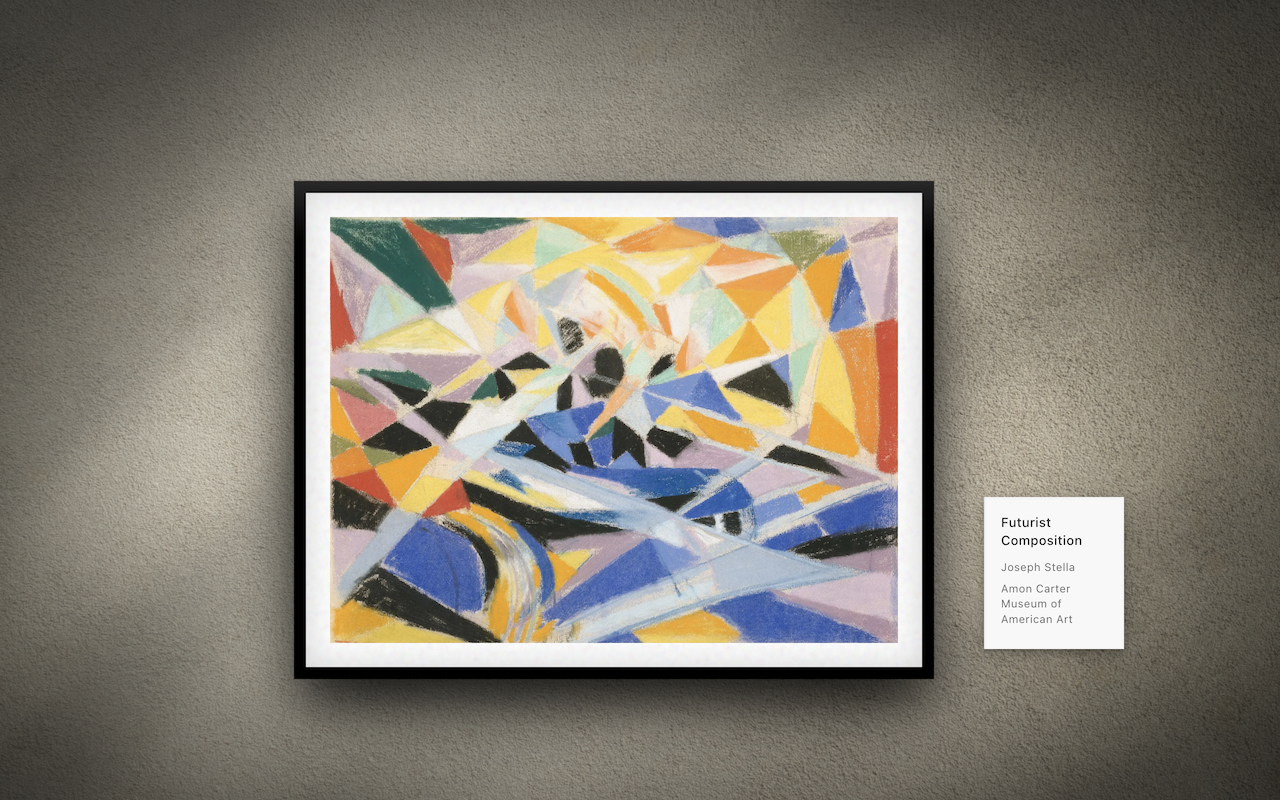 Futurist
Composition
Joseph Stella
Amon Carter
Museum of
American Art